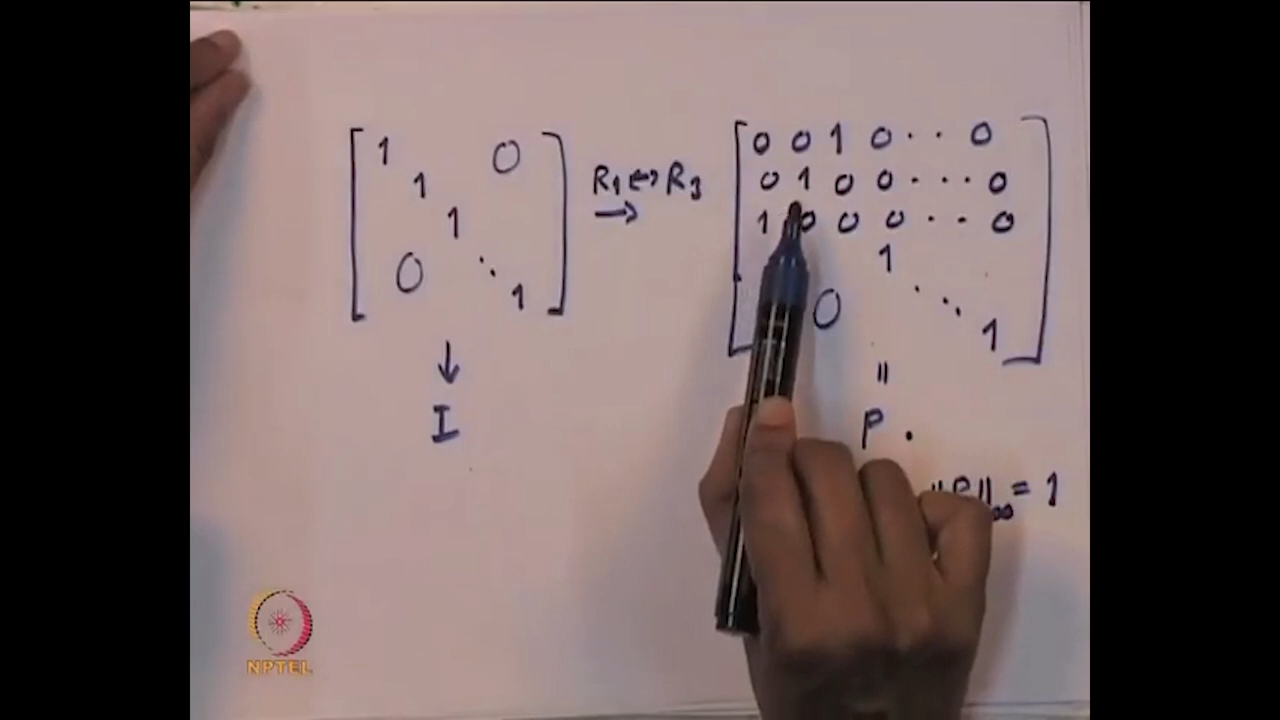 [ 1 0 ] R₁ ↔ R₃ [ 0 0 1 0 · · 0 ]
[ 1 ] → [ 0 1 0 0 · · · 0 ]
[ 1 ] [ 1 0 0 0 · · 0 ]
[ 0 ⋱ ] [ 1 ]
[ 1 ] [ 0 ⋱ 1 ]
↓ "
I P .
‖P‖∞ = 1
NPTEL